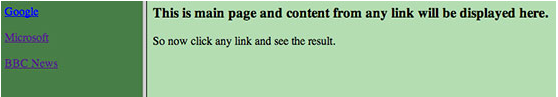 Google
Microsoft
BBC News
This is main page and content from any link will be displayed here.
So now click any link and see the result.